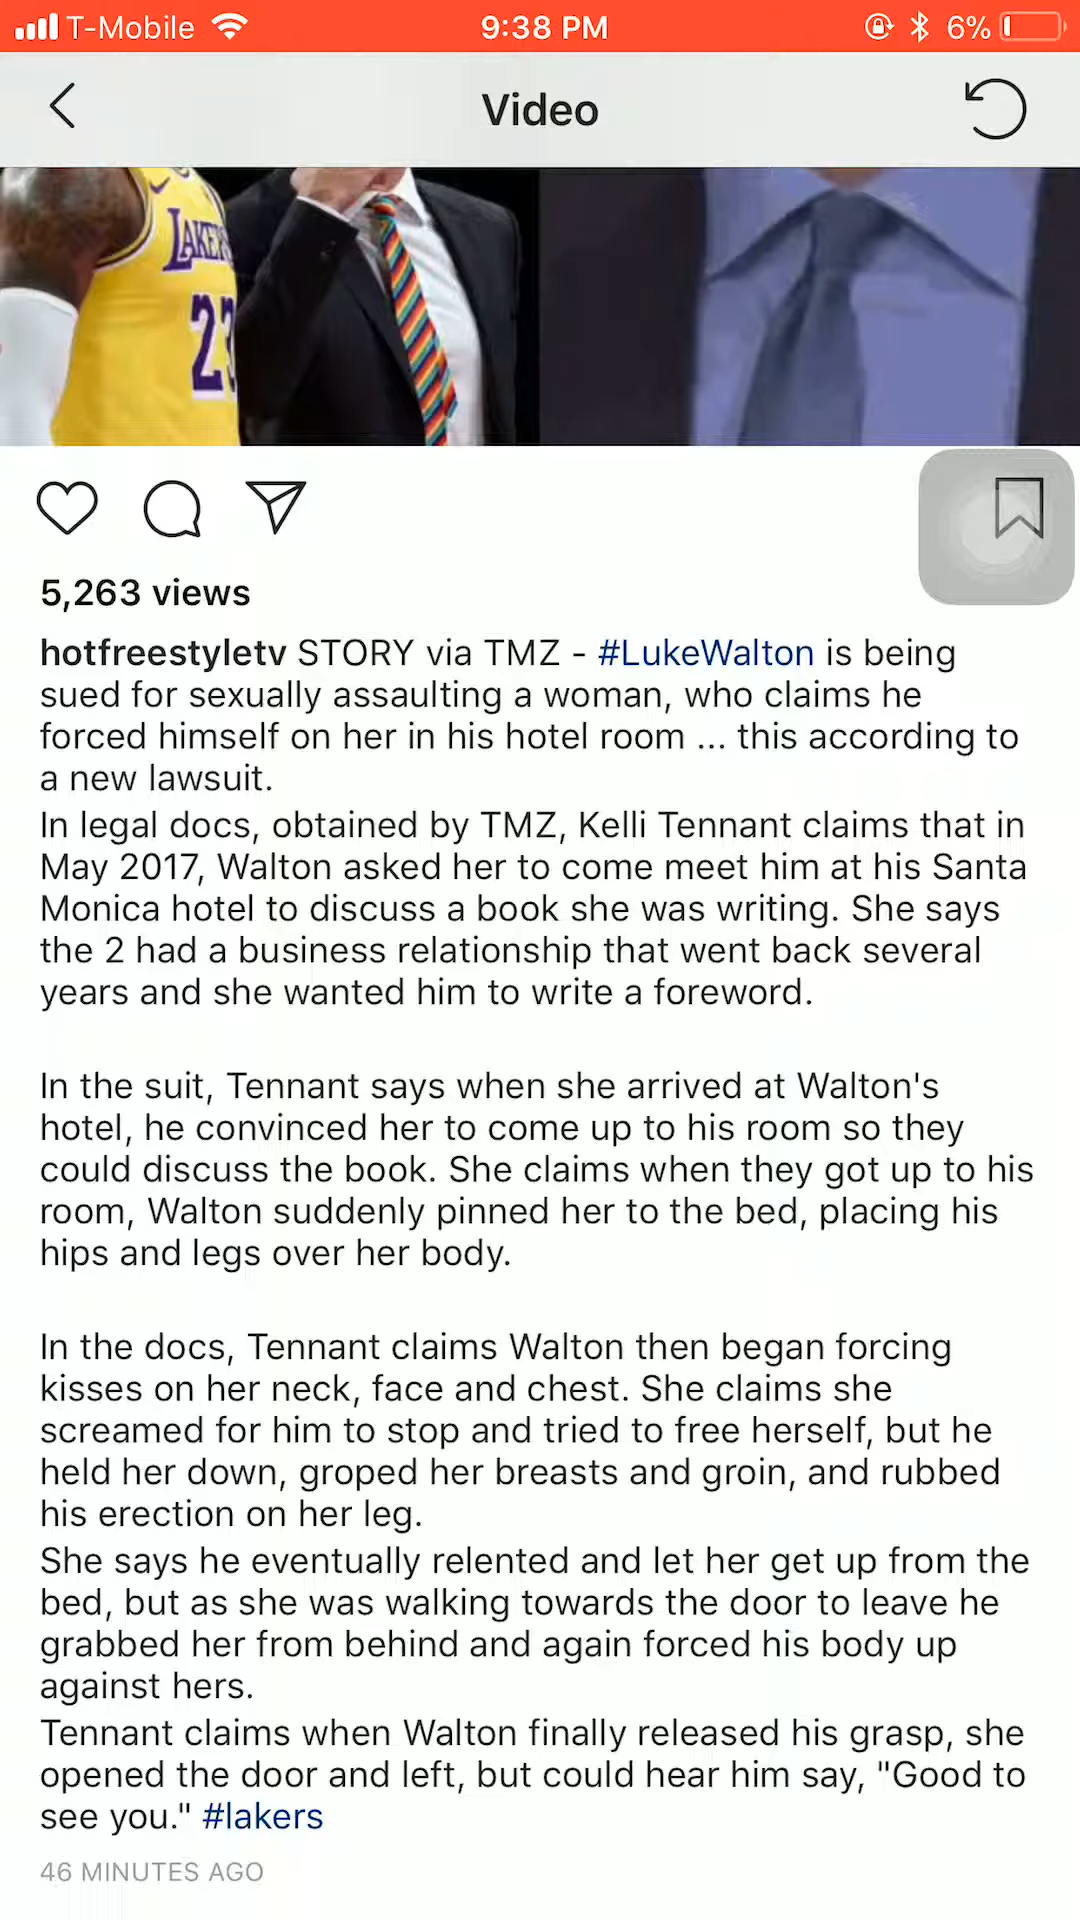 T-Mobile 9:38 PM 6%
Video
LAKERS
23
5,263 views
hotfreestyletv STORY via TMZ - #LukeWalton is being
sued for sexually assaulting a woman, who claims he
forced himself on her in his hotel room ... this according to
a new lawsuit.
In legal docs, obtained by TMZ, Kelli Tennant claims that in
May 2017, Walton asked her to come meet him at his Santa
Monica hotel to discuss a book she was writing. She says
the 2 had a business relationship that went back several
years and she wanted him to write a foreword.
In the suit, Tennant says when she arrived at Walton's
hotel, he convinced her to come up to his room so they
could discuss the book. She claims when they got up to his
room, Walton suddenly pinned her to the bed, placing his
hips and legs over her body.
In the docs, Tennant claims Walton then began forcing
kisses on her neck, face and chest. She claims she
screamed for him to stop and tried to free herself, but he
held her down, groped her breasts and groin, and rubbed
his erection on her leg.
She says he eventually relented and let her get up from the
bed, but as she was walking towards the door to leave he
grabbed her from behind and again forced his body up
against hers.
Tennant claims when Walton finally released his grasp, she
opened the door and left, but could hear him say, "Good to
see you." #lakers
46 MINUTES AGO